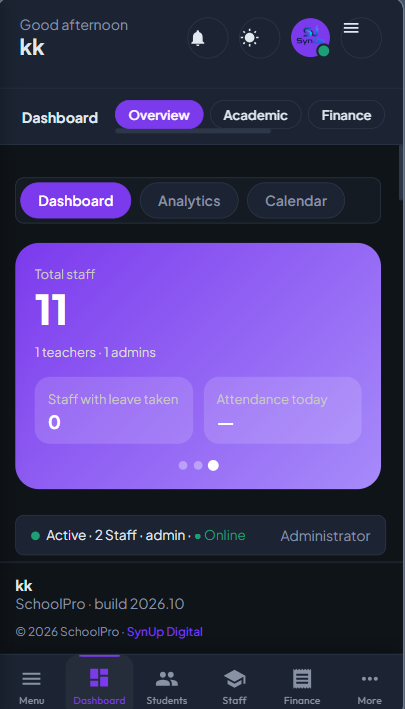 Good afternoon
kk
Syn
Dashboard Overview Academic Finance
Dashboard Analytics Calendar
Total staff
11
1 teachers · 1 admins
Staff with leave taken Attendance today
0 —
Active · 2 Staff · admin · Online Administrator
kk
SchoolPro · build 2026.10
© 2026 SchoolPro · SynUp Digital
Menu Dashboard Students Staff Finance More